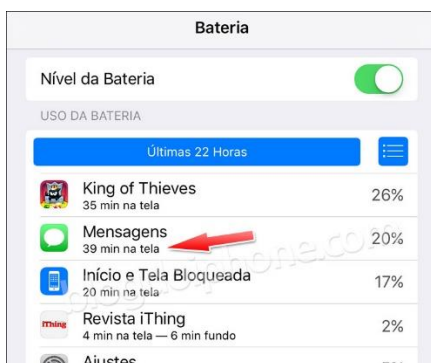 Bateria
Nível da Bateria
USO DA BATERIA
Últimas 22 Horas
King of Thieves
35 min na tela
26%
Mensagens
39 min na tela
20%
Início e Tela Bloqueada
20 min na tela
17%
iThing
Revista iThing
4 min na tela — 6 min fundo
2%
Ajustes
blogdoiphone.com